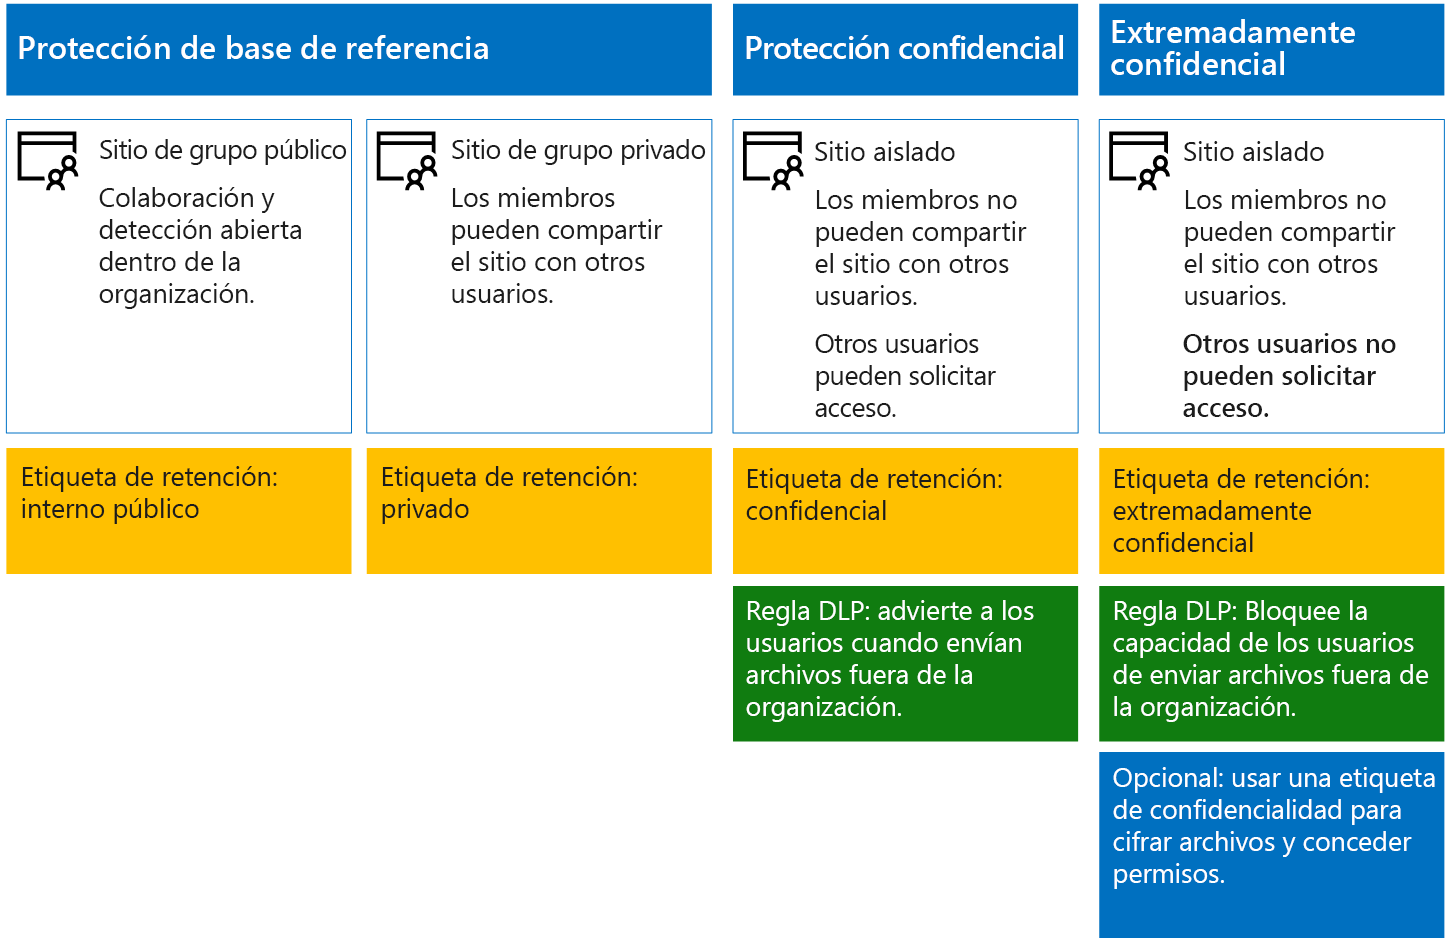 Protección de base de referencia
Protección confidencial
Extremadamente
confidencial
Sitio de grupo público
Colaboración y
detección abierta
dentro de la
organización.
Sitio de grupo privado
Los miembros
pueden compartir
el sitio con otros
usuarios.
Sitio aislado
Los miembros no
pueden compartir
el sitio con otros
usuarios.
Otros usuarios
pueden solicitar
acceso.
Sitio aislado
Los miembros no
pueden compartir
el sitio con otros
usuarios.
Otros usuarios no
pueden solicitar
acceso.
Etiqueta de retención:
interno público
Etiqueta de retención:
privado
Etiqueta de retención:
confidencial
Etiqueta de retención:
extremadamente
confidencial
Regla DLP: advierte a los
usuarios cuando envían
archivos fuera de la
organización.
Regla DLP: Bloquee la
capacidad de los usuarios
de enviar archivos fuera de
la organización.
Opcional: usar una etiqueta
de confidencialidad para
cifrar archivos y conceder
permisos.